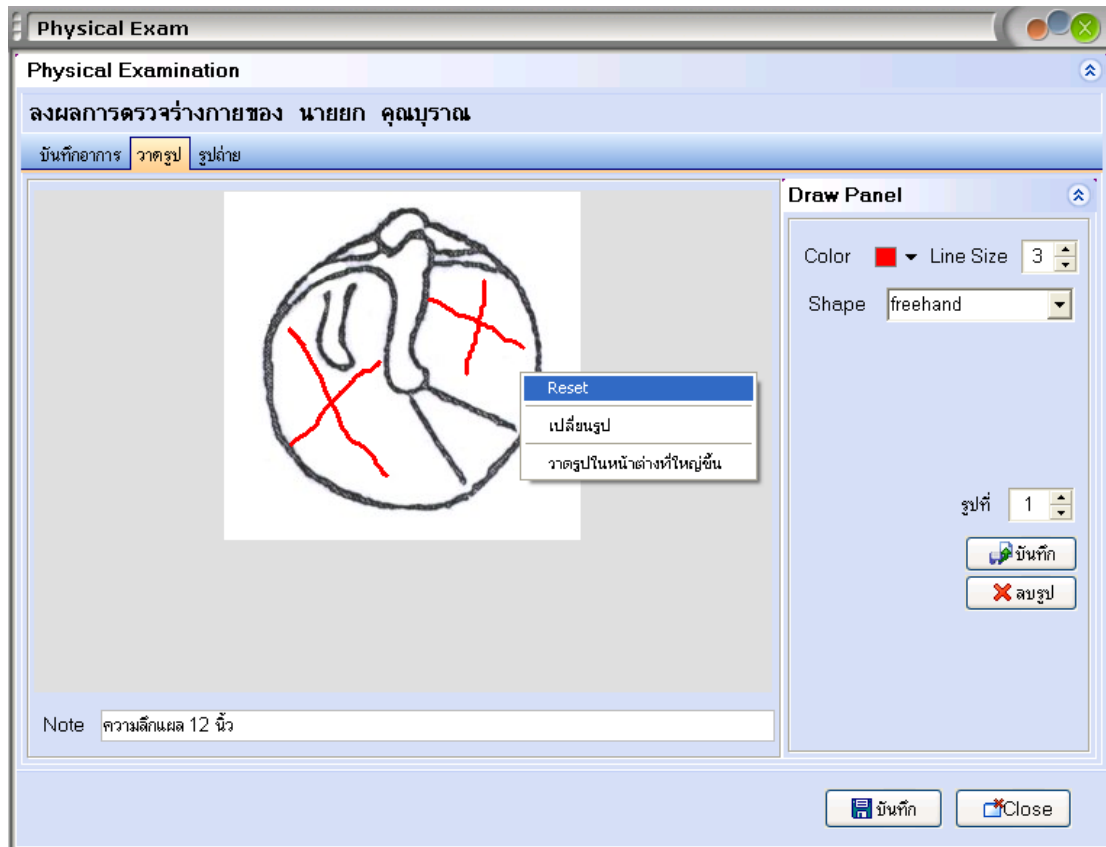 Physical Exam
Physical Examination
ลงผลการตรวจร่างกายของ นายยก คุณบุราณ
บันทึกอาการ วาดรูป รูปถ่าย
Draw Panel
Color Line Size 3
Shape freehand
Reset
เปลี่ยนรูป
วาดรูปในหน้าต่างที่ใหญ่ขึ้น
รูปที่ 1
บันทึก
ลบรูป
Note ความลึกแผล 12 นิ้ว
บันทึก Close